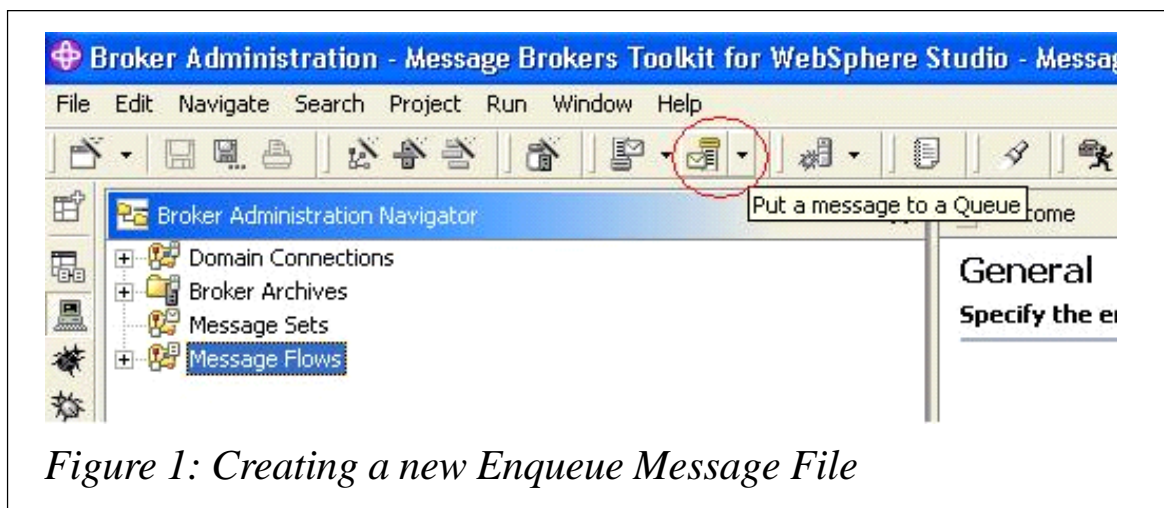 Broker Administration - Message Brokers Toolkit for WebSphere Studio - Messag
File Edit Navigate Search Project Run Window Help
Put a message to a Queue
Broker Administration Navigator
ome
Domain Connections
Broker Archives
Message Sets
Message Flows
General
Specify the e
Figure 1: Creating a new Enqueue Message File